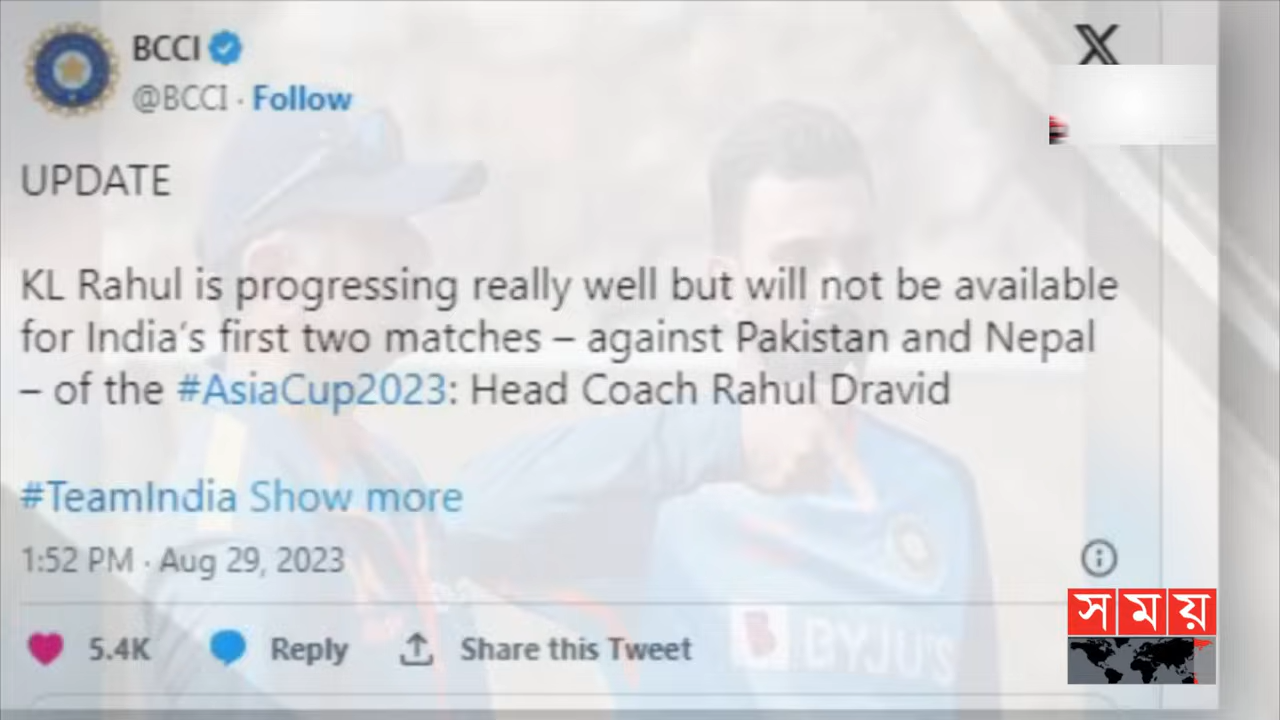 BCCI
@BCCI · Follow
UPDATE
KL Rahul is progressing really well but will not be available
for India's first two matches – against Pakistan and Nepal
– of the #AsiaCup2023: Head Coach Rahul Dravid
#TeamIndia Show more
1:52 PM · Aug 29, 2023
5.4K Reply Share this Tweet
BYJU'S
সময়